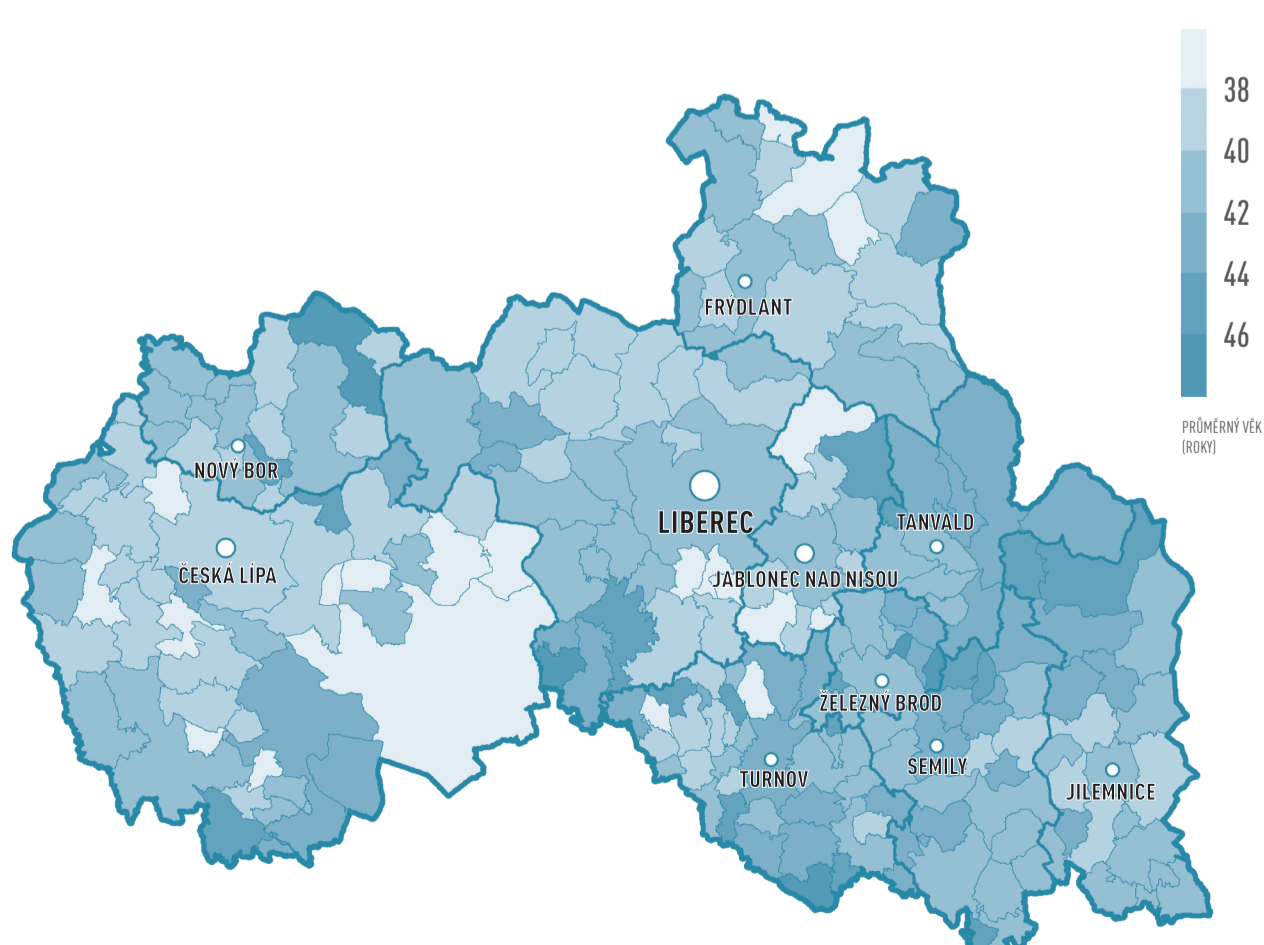 38
40
42
44
46
PRŮMĚRNÝ VĚK
(ROKY)
FRÝDLANT
NOVÝ BOR
LIBEREC
TANVALD
ČESKÁ LÍPA
JABLONEC NAD NISOU
ŽELEZNÝ BROD
SEMILY
TURNOV
JILEMNICE